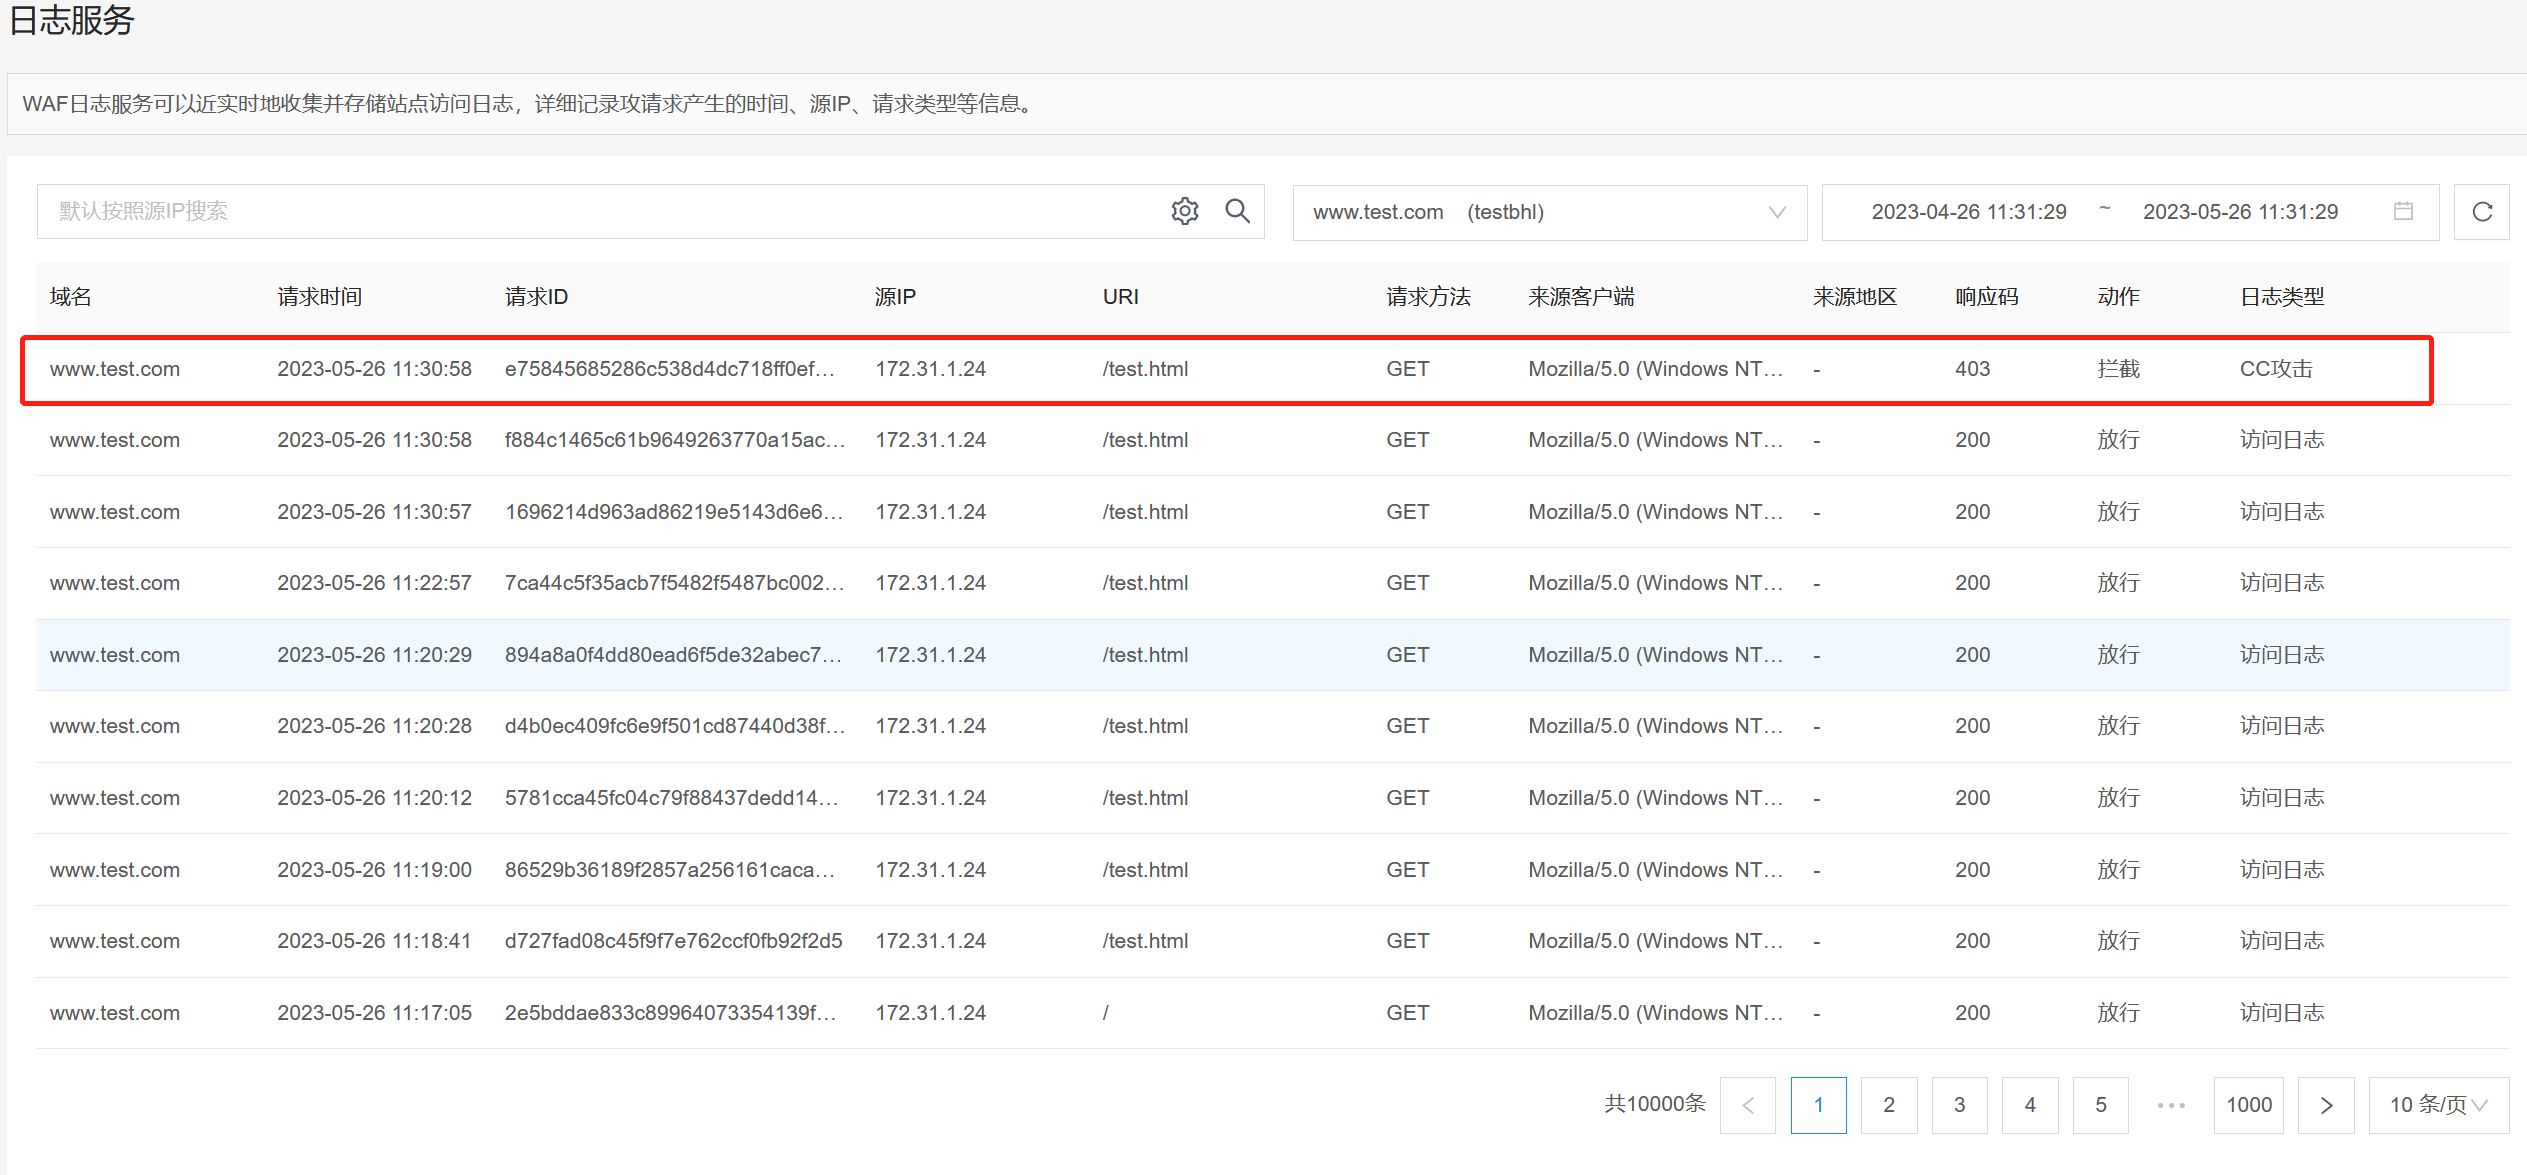 日志服务
WAF日志服务可以近实时地收集并存储站点访问日志，详细记录攻请求产生的时间、源IP、请求类型等信息。
默认按照源IP搜索 www.test.com (testbhl) 2023-04-26 11:31:29 ~ 2023-05-26 11:31:29
域名 请求时间 请求ID 源IP URI 请求方法 来源客户端 来源地区 响应码 动作 日志类型
www.test.com 2023-05-26 11:30:58 e75845685286c538d4dc718ff0ef... 172.31.1.24 /test.html GET Mozilla/5.0 (Windows NT... - 403 拦截 CC攻击
www.test.com 2023-05-26 11:30:58 f884c1465c61b9649263770a15ac... 172.31.1.24 /test.html GET Mozilla/5.0 (Windows NT... - 200 放行 访问日志
www.test.com 2023-05-26 11:30:57 1696214d963ad86219e5143d6e6... 172.31.1.24 /test.html GET Mozilla/5.0 (Windows NT... - 200 放行 访问日志
www.test.com 2023-05-26 11:22:57 7ca44c5f35acb7f5482f5487bc002... 172.31.1.24 /test.html GET Mozilla/5.0 (Windows NT... - 200 放行 访问日志
www.test.com 2023-05-26 11:20:29 894a8a0f4dd80ead6f5de32abec7... 172.31.1.24 /test.html GET Mozilla/5.0 (Windows NT... - 200 放行 访问日志
www.test.com 2023-05-26 11:20:28 d4b0ec409fc6e9f501cd87440d38f... 172.31.1.24 /test.html GET Mozilla/5.0 (Windows NT... - 200 放行 访问日志
www.test.com 2023-05-26 11:20:12 5781cca45fc04c79f88437dedd14... 172.31.1.24 /test.html GET Mozilla/5.0 (Windows NT... - 200 放行 访问日志
www.test.com 2023-05-26 11:19:00 86529b36189f2857a256161caca... 172.31.1.24 /test.html GET Mozilla/5.0 (Windows NT... - 200 放行 访问日志
www.test.com 2023-05-26 11:18:41 d727fad08c45f9f7e762ccf0fb92f2d5 172.31.1.24 /test.html GET Mozilla/5.0 (Windows NT... - 200 放行 访问日志
www.test.com 2023-05-26 11:17:05 2e5bddae833c89964073354139f... 172.31.1.24 / GET Mozilla/5.0 (Windows NT... - 200 放行 访问日志
共10000条 < 1 2 3 4 5 ••• 1000 > 10 条/页